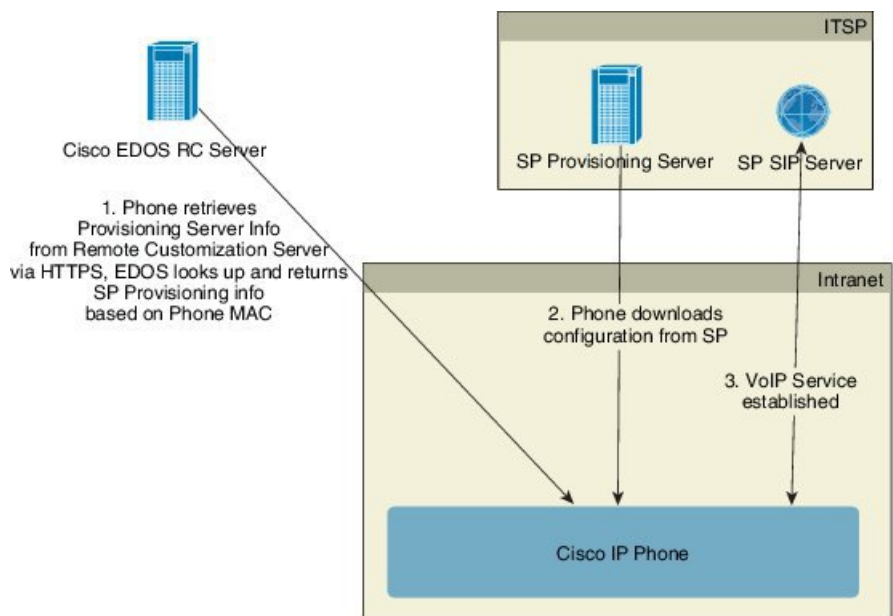 ITSP
Cisco EDOS RC Server
SP Provisioning Server
SP SIP Server
1. Phone retrieves
Provisioning Server Info
from Remote Customization Server
via HTTPS, EDOS looks up and returns
SP Provisioning info
based on Phone MAC
Intranet
2. Phone downloads
configuration from SP
3. VoIP Service
established
Cisco IP Phone